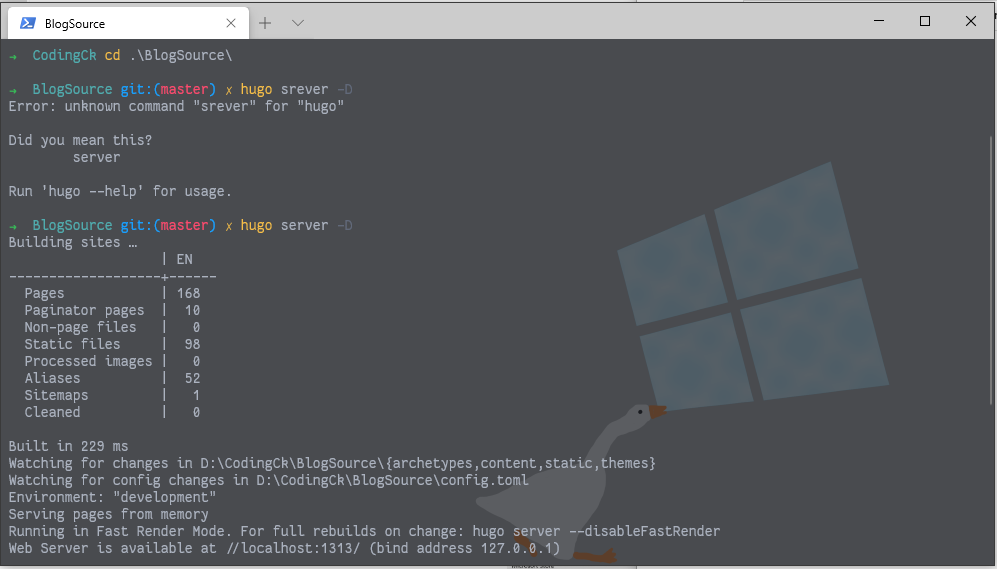 BlogSource
→ CodingCk cd .\BlogSource\
→ BlogSource git:(master) ✗ hugo srever -D
Error: unknown command "srever" for "hugo"
Did you mean this?
server
Run 'hugo --help' for usage.
→ BlogSource git:(master) ✗ hugo server -D
Building sites …
| EN
-------------------+------
Pages | 168
Paginator pages | 10
Non-page files | 0
Static files | 98
Processed images | 0
Aliases | 52
Sitemaps | 1
Cleaned | 0
Built in 229 ms
Watching for changes in D:\CodingCk\BlogSource\{archetypes,content,static,themes}
Watching for config changes in D:\CodingCk\BlogSource\config.toml
Environment: "development"
Serving pages from memory
Running in Fast Render Mode. For full rebuilds on change: hugo server --disableFastRender
Web Server is available at //localhost:1313/ (bind address 127.0.0.1)
Microsoft Store